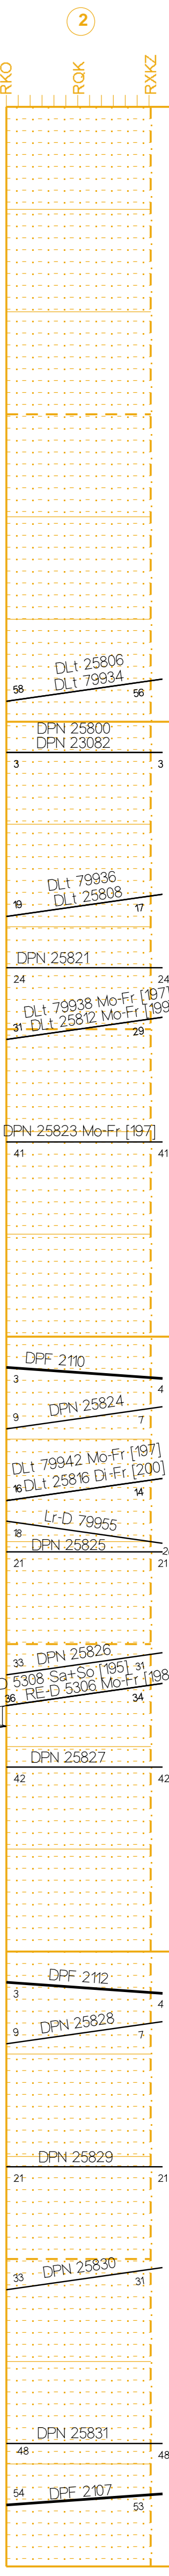 2
RKO RQK RXKZ
DLt 25806
58 DLt 79934 56
DPN 25800
DPN 23082
3 3
DLt 79936
19 DLt 25808 17
DPN 25821
24 24
DLt 79938 Mo-Fr [197]
31 DLt 25812 Mo-Fr [199
29
DPN 25823 Mo-Fr [197]
41 41
DPF 2110
3 4
DPN 25824
9 7
DLt 79942 Mo-Fr [197]
16 DLt 25816 Di-Fr [200]
14
Lr-D 79955
18
DPN 25825
21 21
DPN 25826
33 31
D 5308 Sa+So [195]
36 RE-D 5306 Mo-Fr [198
34
DPN 25827
42 42
DPF 2112
3 4
DPN 25828
9 7
DPN 25829
21 21
DPN 25830
33 31
DPN 25831
48 48
54 DPF 2107 53